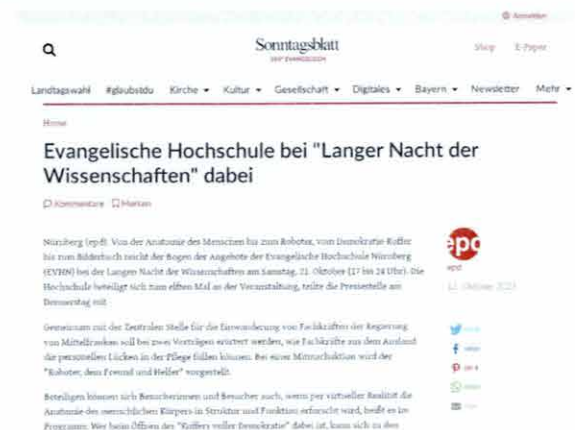 Anmelden
Sonntagsblatt
Shop E-Paper
Landtagswahl #glaubstdu Kirche Kultur Gesellschaft Digitales Bayern Newsletter Mehr
Home
Evangelische Hochschule bei "Langer Nacht der
Wissenschaften" dabei
Kommentare Merken
Nürnberg (epd). Von der Anatomie des Menschen bis zum Roboter, vom Demokratie-Koffer
bis zum Bilderbuch reicht der Bogen der Angebote der Evangelische Hochschule Nürnberg
(EVHN) bei der Langen Nacht der Wissenschaften am Samstag, 21. Oktober (17 bis 24 Uhr). Die
Hochschule beteiligt sich zum elften Mal an der Veranstaltung, teilte die Pressestelle am
Donnerstag mit
epd
epd
12. Oktober 2023
Gemeinsam mit der Zentralen Stelle für die Einwanderung von Fachkräften der Regierung
von Mittelfranken soll bei zwei Vorträgen erörtert werden, wie Fachkräfte aus dem Ausland
die personellen Lücken in der Pflege füllen können. Bei einer Mitmachaktion wird der
"Roboter, dein Freund und Helfer" vorgestellt.
Beteiligen können sich Besucherinnen und Besucher auch, wenn per virtueller Realität die
Anatomie des menschlichen Körpers in Struktur und Funktion erforscht wird, heißt es im
Programm. Wer beim Öffnen des "Koffers voller Demokratie" dabei ist, kann sich zu den